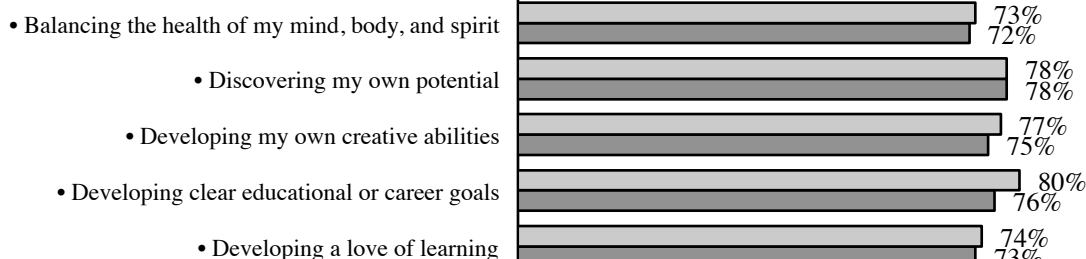 • Balancing the health of my mind, body, and spirit
73%
72%
• Discovering my own potential
78%
78%
• Developing my own creative abilities
77%
75%
• Developing clear educational or career goals
80%
76%
• Developing a love of learning
74%
73%